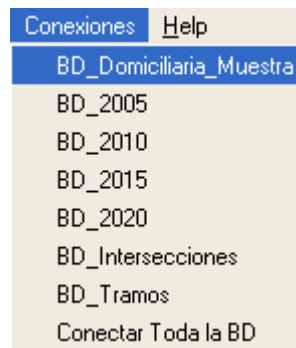 Conexiones Help
BD_Domiciliaria_Muestra
BD_2005
BD_2010
BD_2015
BD_2020
BD_Intersecciones
BD_Tramos
Conectar Toda la BD